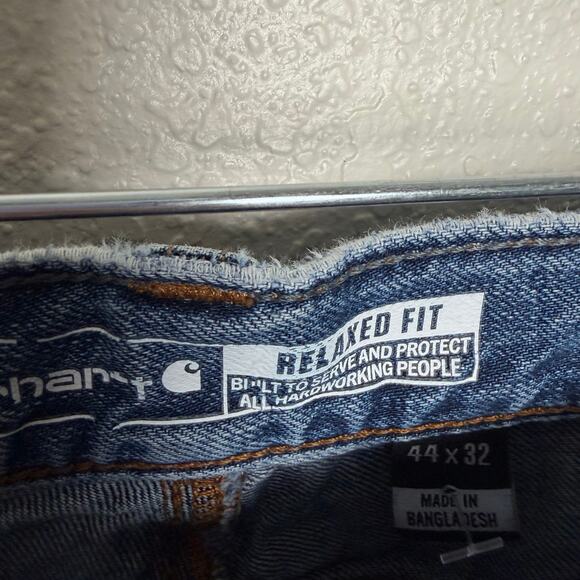 RELAXED FIT
BUILT TO SERVE AND PROTECT
ALL HARDWORKING PEOPLE
44 x 32
MADE IN
BANGLADESH